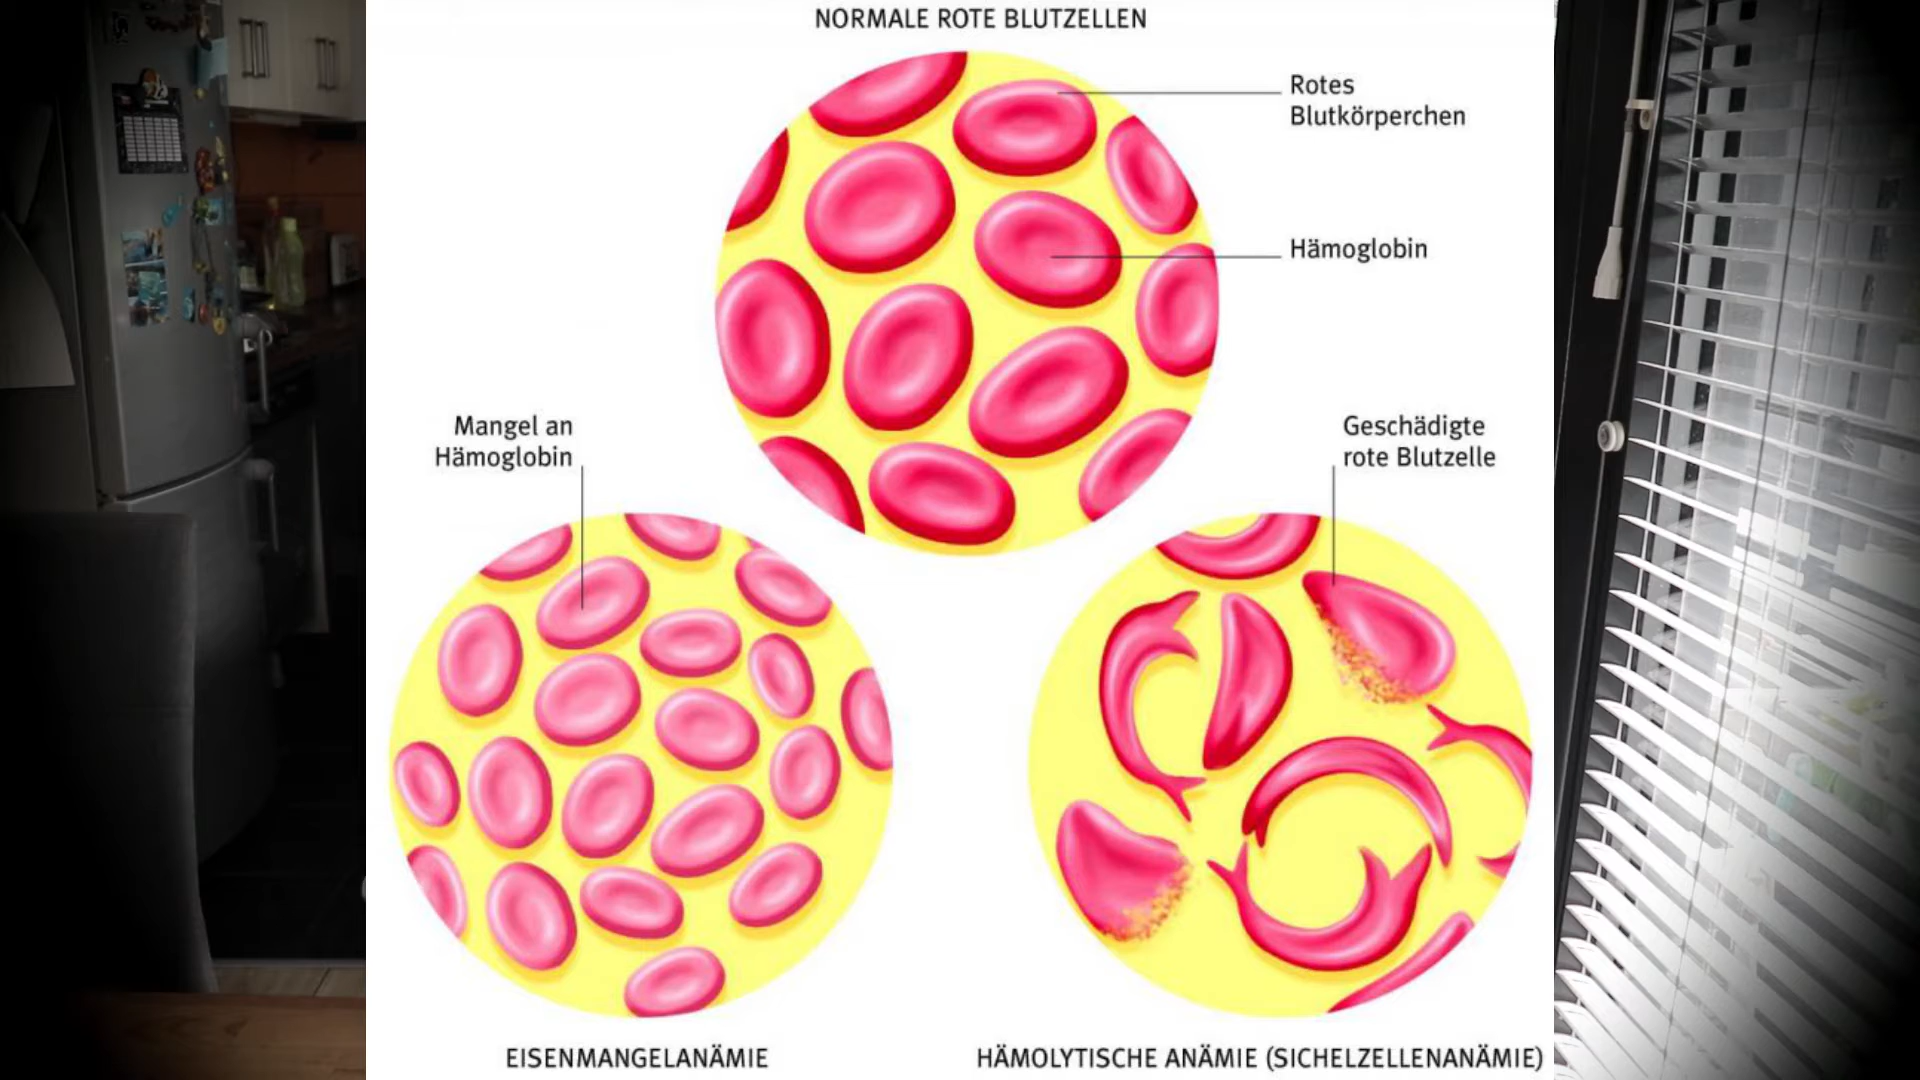 NORMALE ROTE BLUTZELLEN
Rotes
Blutkörperchen
Hämoglobin
Mangel an
Hämoglobin
Geschädigte
rote Blutzelle
EISENMANGELANÄMIE
HÄMOLYTISCHE ANÄMIE (SICHELZELLENANÄMIE)